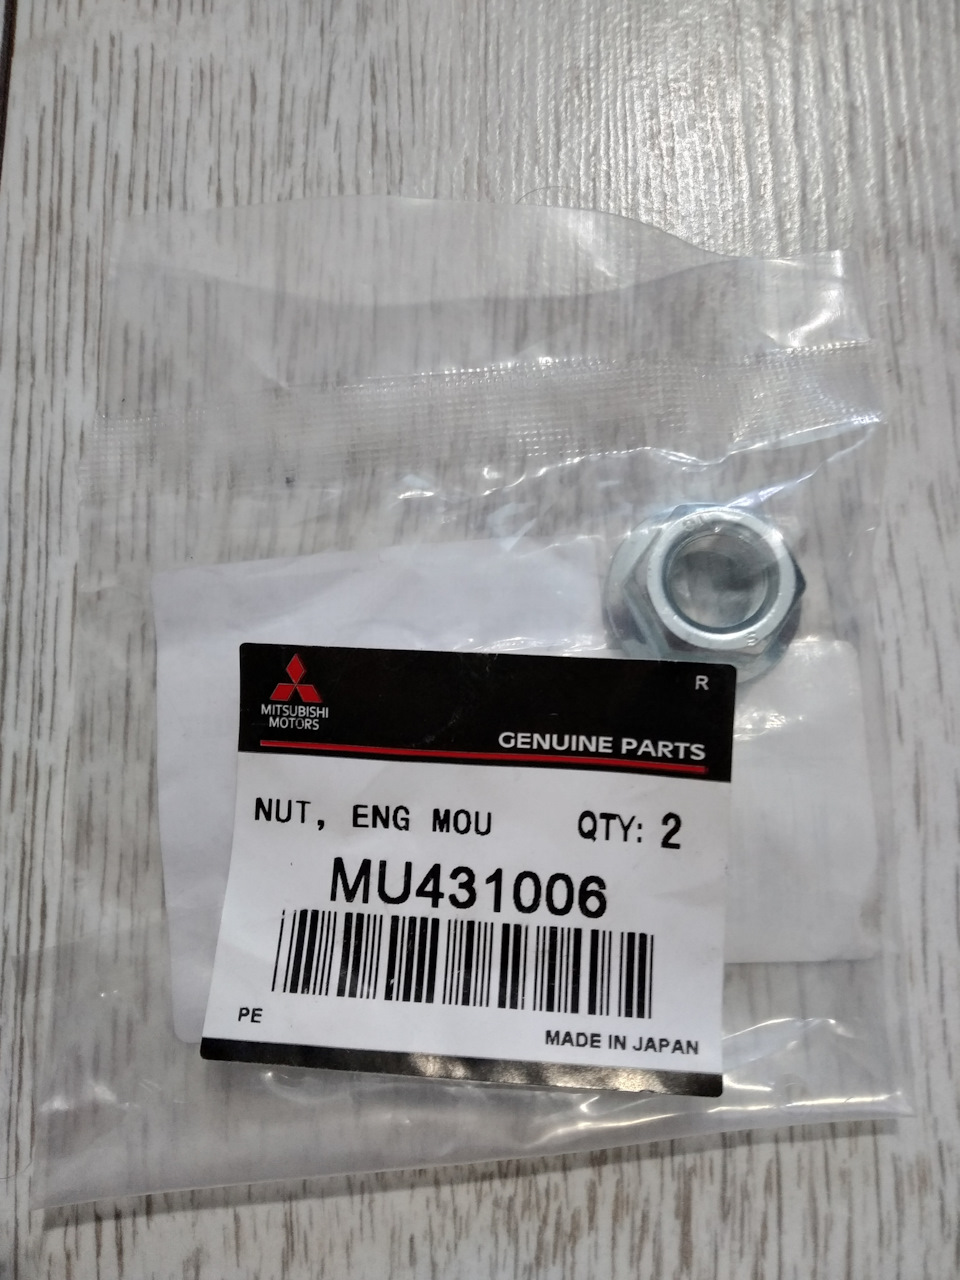 MITSUBISHI
MOTORS
R
GENUINE PARTS
NUT, ENG MOU QTY: 2
MU431006
PE
MADE IN JAPAN